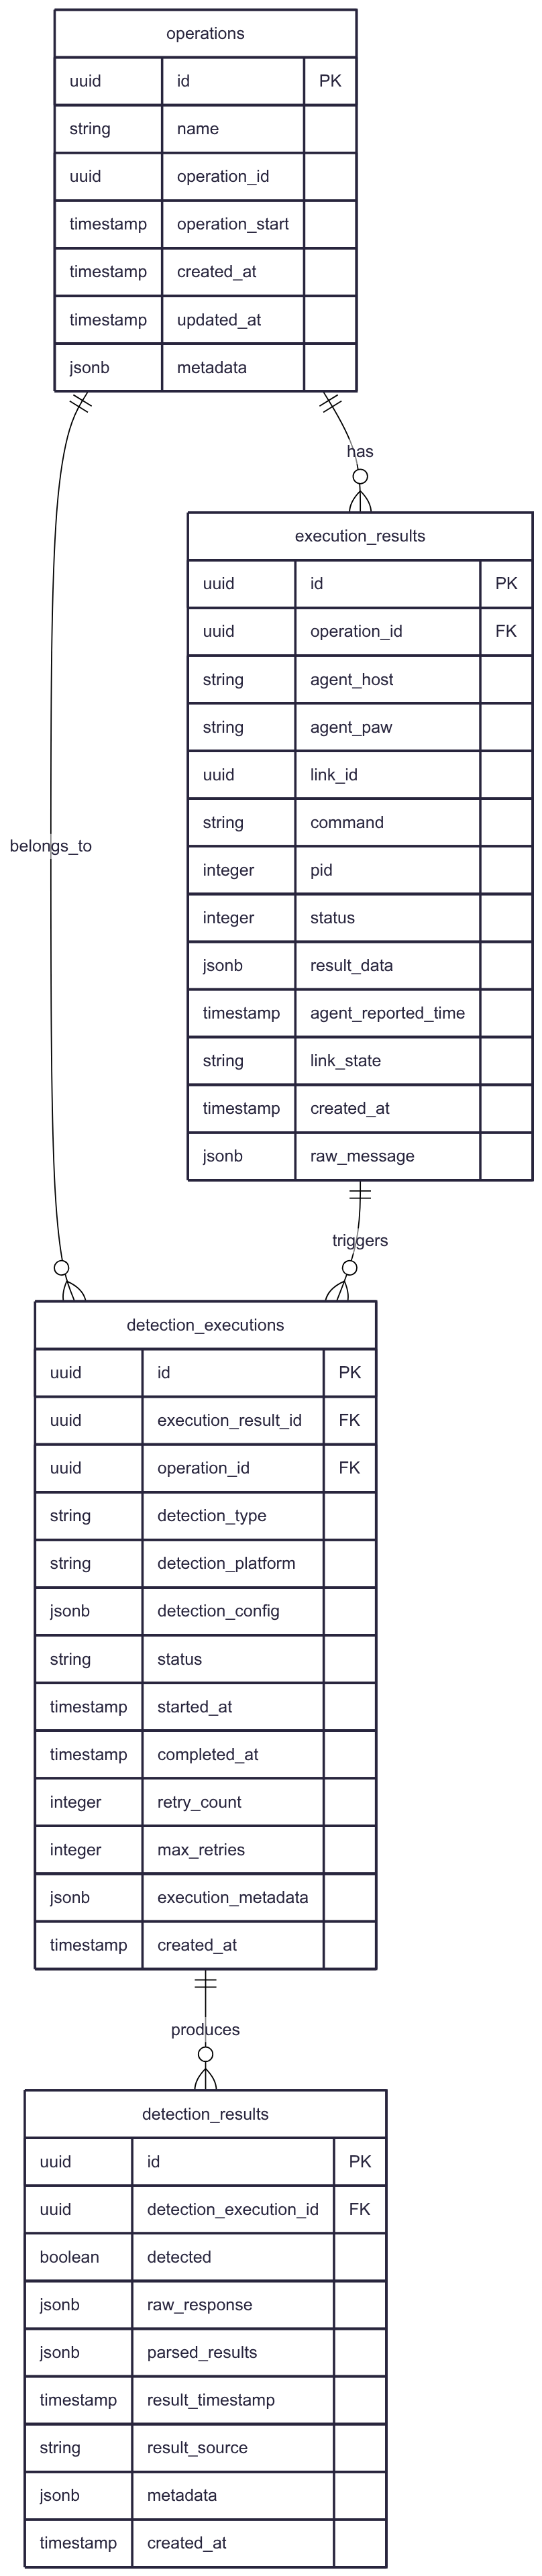 operations
uuid id PK
string name
uuid operation_id
timestamp operation_start
timestamp created_at
timestamp updated_at
jsonb metadata
has
execution_results
uuid id PK
uuid operation_id FK
string agent_host
string agent_paw
uuid link_id
string command
belongs_to
integer pid
integer status
jsonb result_data
timestamp agent_reported_time
string link_state
timestamp created_at
jsonb raw_message
triggers
detection_executions
uuid id PK
uuid execution_result_id FK
uuid operation_id FK
string detection_type
string detection_platform
jsonb detection_config
string status
timestamp started_at
timestamp completed_at
integer retry_count
integer max_retries
jsonb execution_metadata
timestamp created_at
produces
detection_results
uuid id PK
uuid detection_execution_id FK
boolean detected
jsonb raw_response
jsonb parsed_results
timestamp result_timestamp
string result_source
jsonb metadata
timestamp created_at